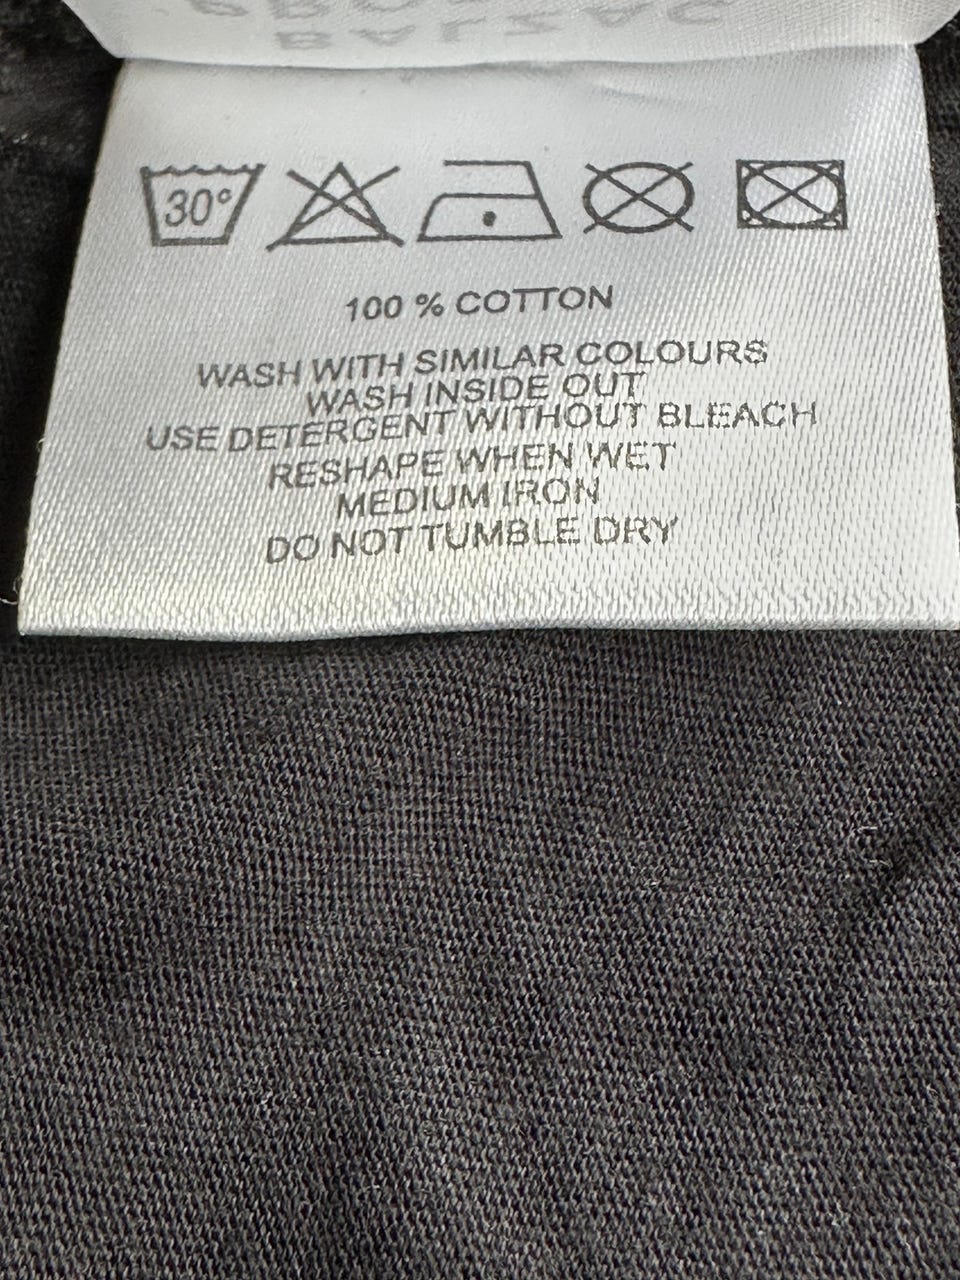 30°
100 % COTTON
WASH WITH SIMILAR COLOURS
WASH INSIDE OUT
USE DETERGENT WITHOUT BLEACH
RESHAPE WHEN WET
MEDIUM IRON
DO NOT TUMBLE DRY